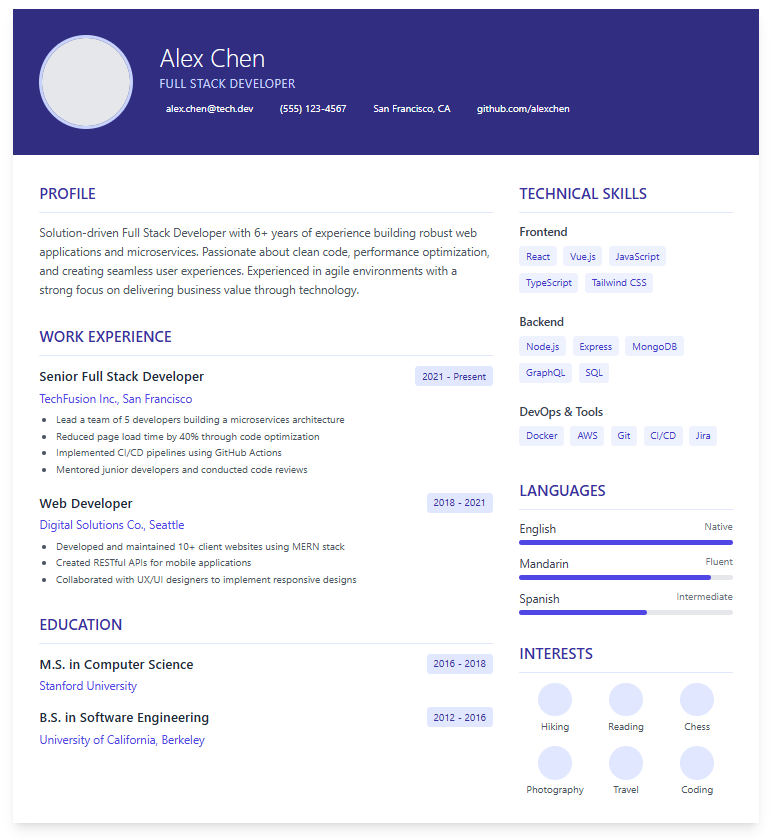 Alex Chen
FULL STACK DEVELOPER
alex.chen@tech.dev (555) 123-4567 San Francisco, CA github.com/alexchen
PROFILE
Solution-driven Full Stack Developer with 6+ years of experience building robust web
applications and microservices. Passionate about clean code, performance optimization,
and creating seamless user experiences. Experienced in agile environments with a
strong focus on delivering business value through technology.
WORK EXPERIENCE
Senior Full Stack Developer 2021 - Present
TechFusion Inc., San Francisco
• Lead a team of 5 developers building a microservices architecture
• Reduced page load time by 40% through code optimization
• Implemented CI/CD pipelines using GitHub Actions
• Mentored junior developers and conducted code reviews
Web Developer 2018 - 2021
Digital Solutions Co., Seattle
• Developed and maintained 10+ client websites using MERN stack
• Created RESTful APIs for mobile applications
• Collaborated with UX/UI designers to implement responsive designs
EDUCATION
M.S. in Computer Science 2016 - 2018
Stanford University
B.S. in Software Engineering 2012 - 2016
University of California, Berkeley
TECHNICAL SKILLS
Frontend
React Vue.js JavaScript
TypeScript Tailwind CSS
Backend
Node.js Express MongoDB
GraphQL SQL
DevOps & Tools
Docker AWS Git CI/CD Jira
LANGUAGES
English Native
Mandarin Fluent
Spanish Intermediate
INTERESTS
Hiking Reading Chess
Photography Travel Coding